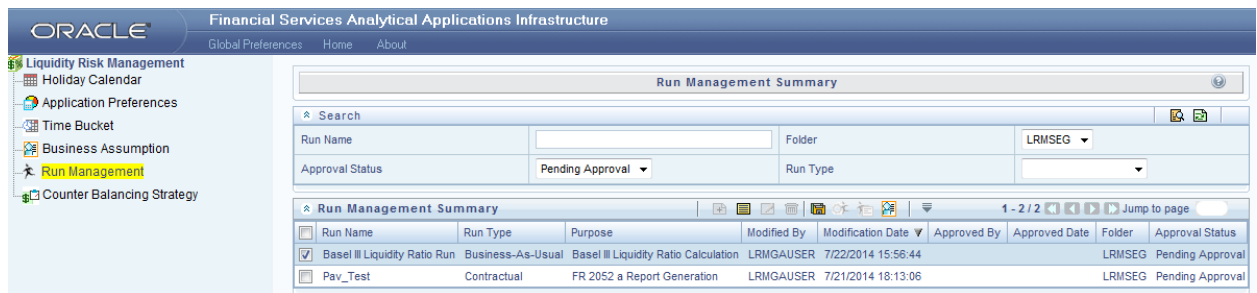 ORACLE
Financial Services Analytical Applications Infrastructure
Global Preferences Home About
Liquidity Risk Management
Holiday Calendar
Application Preferences
Time Bucket
Business Assumption
Run Management
Counter Balancing Strategy
Run Management Summary
Search
Run Name Folder LRMSEG
Approval Status Pending Approval Run Type
Run Management Summary 1 - 2 / 2 Jump to page
Run Name Run Type Purpose Modified By Modification Date Approved By Approved Date Folder Approval Status
Basel III Liquidity Ratio Run Business-As-Usual Basel III Liquidity Ratio Calculation LRMGAUSER 7/22/2014 15:56:44 LRMSEG Pending Approval
Pav_Test Contractual FR 2052 a Report Generation LRMGAUSER 7/21/2014 18:13:06 LRMSEG Pending Approval